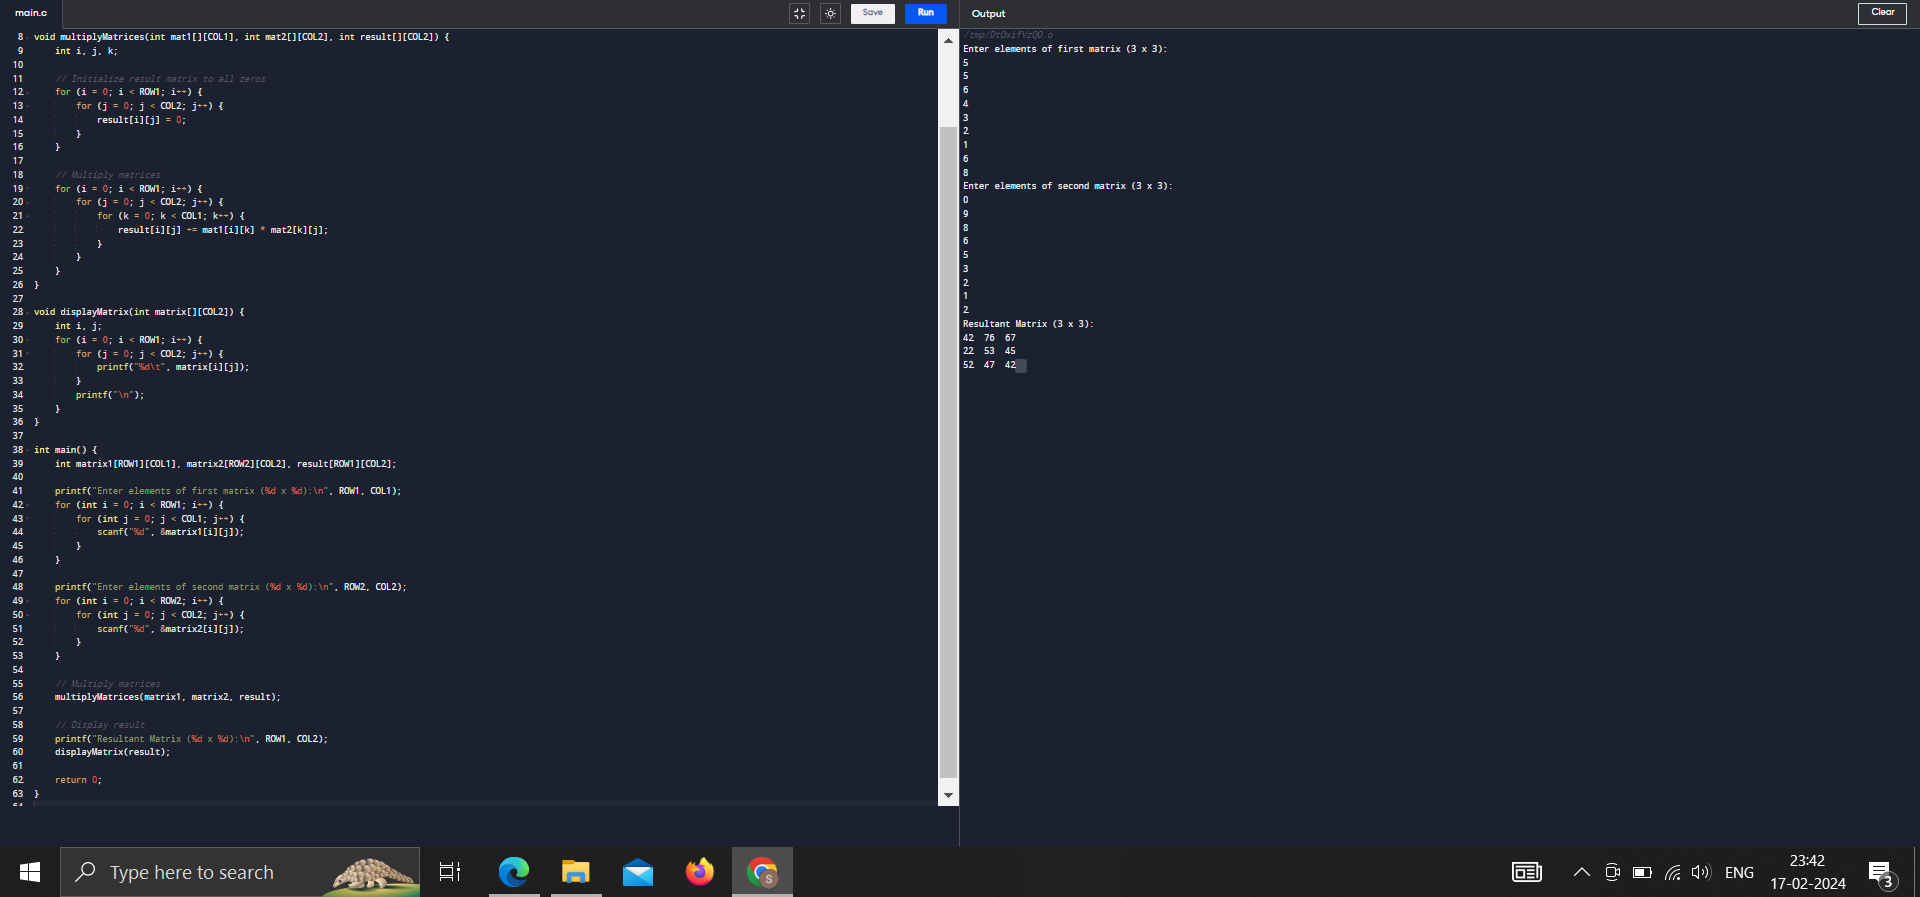 main.c
Save
Run
Output
Clear
8 void multiplyMatrices(int mat1[][COL1], int mat2[][COL2], int result[][COL2]) {
9 int i, j, k;
10
11 // Initialize result matrix to all zeros
12 for (i = 0; i < ROW1; i++) {
13 for (j = 0; j < COL2; j++) {
14 result[i][j] = 0;
15 }
16 }
17
18 // Multiply matrices
19 for (i = 0; i < ROW1; i++) {
20 for (j = 0; j < COL2; j++) {
21 for (k = 0; k < COL1; k++) {
22 result[i][j] += mat1[i][k] * mat2[k][j];
23 }
24 }
25 }
26 }
27
28 void displayMatrix(int matrix[][COL2]) {
29 int i, j;
30 for (i = 0; i < ROW1; i++) {
31 for (j = 0; j < COL2; j++) {
32 printf("%d\t", matrix[i][j]);
33 }
34 printf("\n");
35 }
36 }
37
38 int main() {
39 int matrix1[ROW1][COL1], matrix2[ROW2][COL2], result[ROW1][COL2];
40
41 printf("Enter elements of first matrix (%d x %d):\n", ROW1, COL1);
42 for (int i = 0; i < ROW1; i++) {
43 for (int j = 0; j < COL1; j++) {
44 scanf("%d", &matrix1[i][j]);
45 }
46 }
47
48 printf("Enter elements of second matrix (%d x %d):\n", ROW2, COL2);
49 for (int i = 0; i < ROW2; i++) {
50 for (int j = 0; j < COL2; j++) {
51 scanf("%d", &matrix2[i][j]);
52 }
53 }
54
55 // Multiply matrices
56 multiplyMatrices(matrix1, matrix2, result);
57
58 // Display result
59 printf("Resultant Matrix (%d x %d):\n", ROW1, COL2);
60 displayMatrix(result);
61
62 return 0;
63 }
/tmp/DtOxifVzQO.o
Enter elements of first matrix (3 x 3):
5
5
6
4
3
2
1
6
8
Enter elements of second matrix (3 x 3):
0
9
8
6
5
3
2
1
2
Resultant Matrix (3 x 3):
42 76 67
22 53 45
52 47 42
Type here to search
S
ENG
23:42
17-02-2024
3